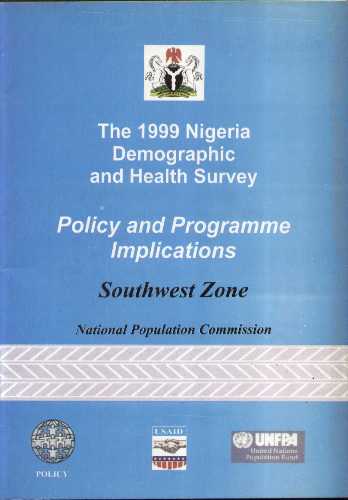 The 1999 Nigeria
Demographic
and Health Survey
Policy and Programme
Implications
Southwest Zone
National Population Commission
POLICY
USAID
UNFPA
United Nations
Population Fund